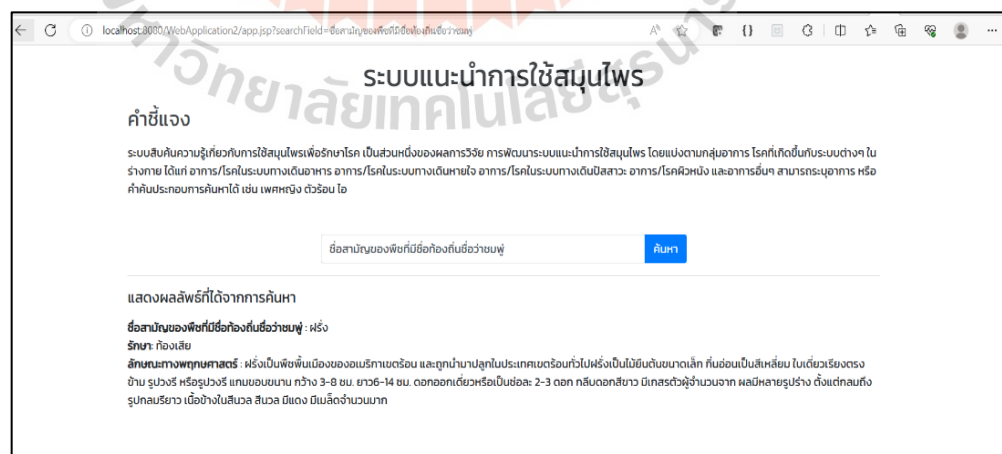 localhost:8080/WebApplication2/app.jsp?searchField=ชื่อสามัญของพืชที่มีชื่อท้องถิ่นชื่อว่าชมพู่
ระบบแนะนำการใช้สมุนไพร
คำชี้แจง
ระบบสืบค้นความรู้เกี่ยวกับการใช้สมุนไพรเพื่อรักษาโรค เป็นส่วนหนึ่งของผลการวิจัย การพัฒนาระบบแนะนำการใช้สมุนไพร โดยแบ่งตามกลุ่มอาการ โรคที่เกิดขึ้นกับระบบต่างๆ ใน
ร่างกาย ได้แก่ อาการ/โรคในระบบทางเดินอาหาร อาการ/โรคในระบบทางเดินหายใจ อาการ/โรคในระบบทางเดินปัสสาวะ อาการ/โรคผิวหนัง และอาการอื่นๆ สามารถระบุอาการ หรือ
คำค้นประกอบการค้นหาได้ เช่น เพศหญิง ตัวร้อน ไอ
ชื่อสามัญของพืชที่มีชื่อท้องถิ่นชื่อว่าชมพู่ ค้นหา
แสดงผลลัพธ์ที่ได้จากการค้นหา
ชื่อสามัญของพืชที่มีชื่อท้องถิ่นชื่อว่าชมพู่ : ฝรั่ง
รักษา: ท้องเสีย
ลักษณะทางพฤกษศาสตร์ : ฝรั่งเป็นพืชพื้นเมืองของอเมริกาเขตร้อน และถูกนำมาปลูกในประเทศเขตร้อนทั่วไปฝรั่งเป็นไม้ยืนต้นขนาดเล็ก กิ่นอ่อนเป็นสีเหลี่ยม ใบเดี่ยวเรียงตรง
ข้าม รูปวงรี หรือรูปวงรี แกมขอบขนาน กว้าง 3-8 ซม. ยาว6-14 ซม. ดอกออกเดี่ยวหรือเป็นช่อละ 2-3 ดอก กลีบดอกสีขาว มีเกสรตัวผู้จำนวนจาก ผลมีหลายรูปร่าง ตั้งแต่กลมถึง
รูปกลมรียาว เนื้อข้างในสีนวล สีนวล มีแดง มีเมล็ดจำนวนมาก